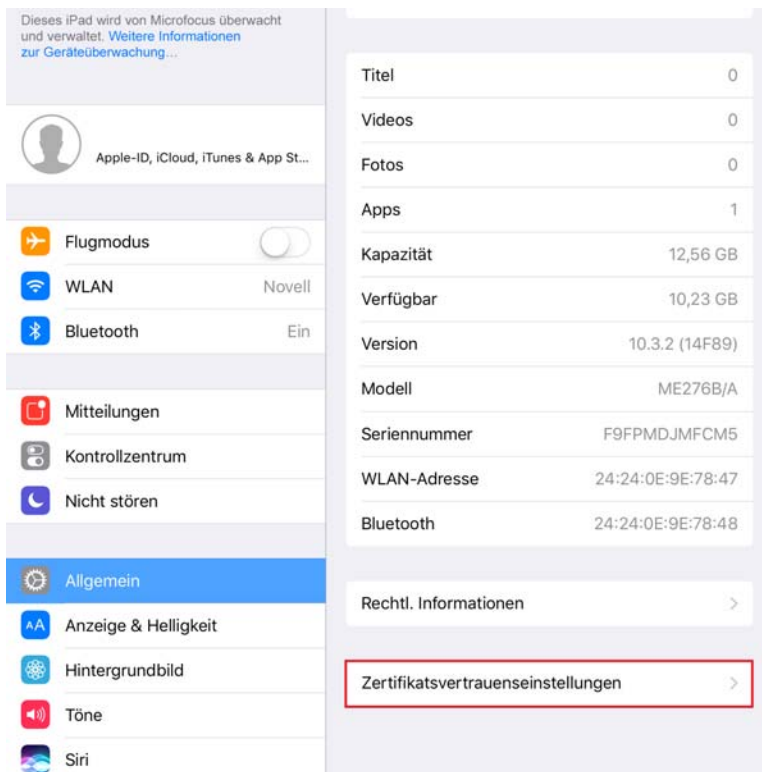 Dieses iPad wird von Microfocus überwacht
und verwaltet. Weitere Informationen
zur Geräteüberwachung...
Apple-ID, iCloud, iTunes & App St...
Flugmodus
WLAN Novell
Bluetooth Ein
Mitteilungen
Kontrollzentrum
Nicht stören
Allgemein
AA Anzeige & Helligkeit
Hintergrundbild
Töne
Siri
Titel 0
Videos 0
Fotos 0
Apps 1
Kapazität 12,56 GB
Verfügbar 10,23 GB
Version 10.3.2 (14F89)
Modell ME276B/A
Seriennummer F9FPMDJMFCM5
WLAN-Adresse 24:24:0E:9E:78:47
Bluetooth 24:24:0E:9E:78:48
Rechtl. Informationen
Zertifikatsvertrauenseinstellungen